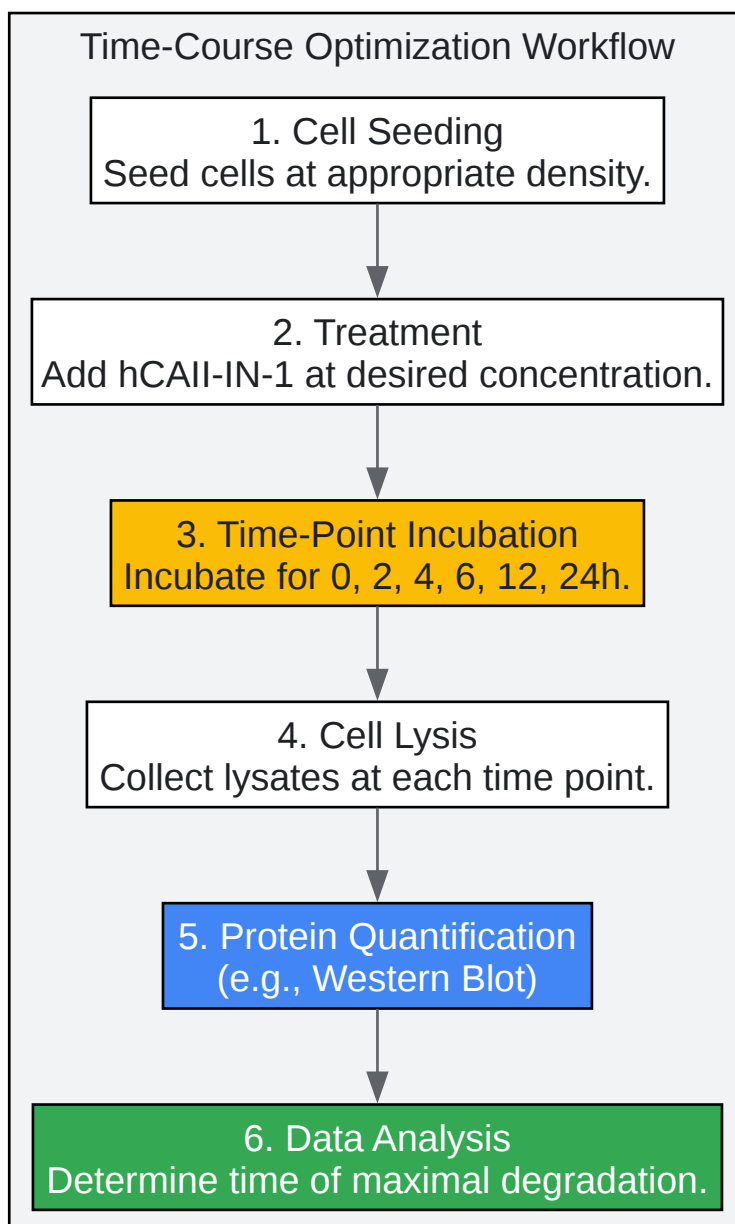 Time-Course Optimization Workflow
1. Cell Seeding
Seed cells at appropriate density.
2. Treatment
Add hCAII-IN-1 at desired concentration.
3. Time-Point Incubation
Incubate for 0, 2, 4, 6, 12, 24h.
4. Cell Lysis
Collect lysates at each time point.
5. Protein Quantification
(e.g., Western Blot)
6. Data Analysis
Determine time of maximal degradation.